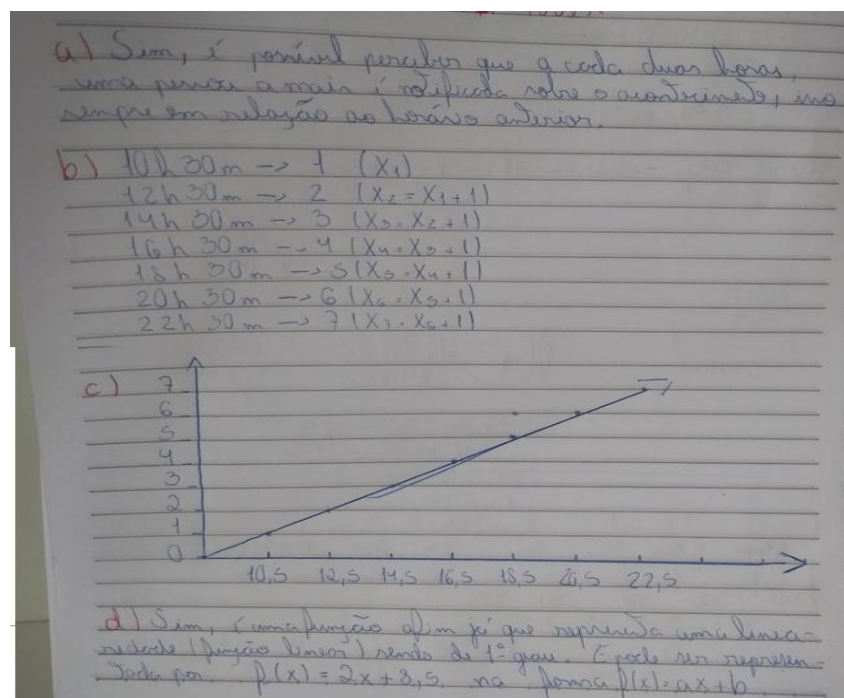 a) Sim, é possível perceber que a cada duas horas,
uma pessoa a mais é notificada sobre o acontecimento, isso
sempre em relação ao horário anterior.
b) 10h 30m -> 1 (X₁)
12h 30m -> 2 (X₂ = X₁+1)
14h 30m -> 3 (X₃ = X₂+1)
16h 30m -> 4 (X₄ = X₃+1)
18h 30m -> 5 (X₅ = X₄+1)
20h 30m -> 6 (X₆ = X₅+1)
22h 30m -> 7 (X₇ = X₆+1)
c) 7
6
5
4
3
2
1
0
10,5 12,5 14,5 16,5 18,5 20,5 22,5
d) Sim, é uma função afim já que representa uma linea-
ridade (função linear) sendo de 1º grau. E pode ser represen-
tada por f(x) = 2x + 8,5 na forma f(x) = ax + b